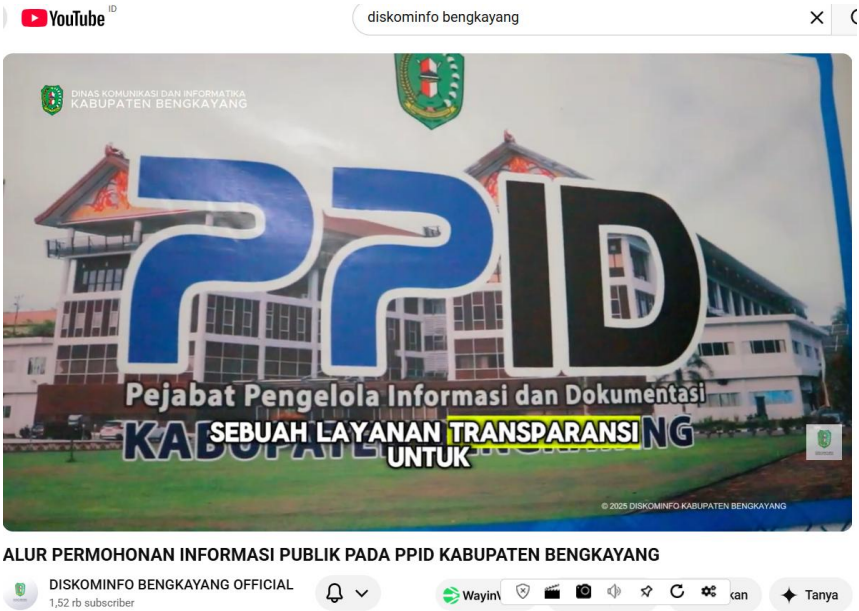 YouTube ID
diskominfo bengkayang
DINAS KOMUNIKASI DAN INFORMATIKA
KABUPATEN BENGKAYANG
PPID
Pejabat Pengelola Informasi dan Dokumentasi
SEBUAH LAYANAN TRANSPARANSI
UNTUK
© 2025 DISKOMINFO KABUPATEN BENGKAYANG
ALUR PERMOHONAN INFORMASI PUBLIK PADA PPID KABUPATEN BENGKAYANG
DISKOMINFO BENGKAYANG OFFICIAL
1,52 rb subscriber
Tanya